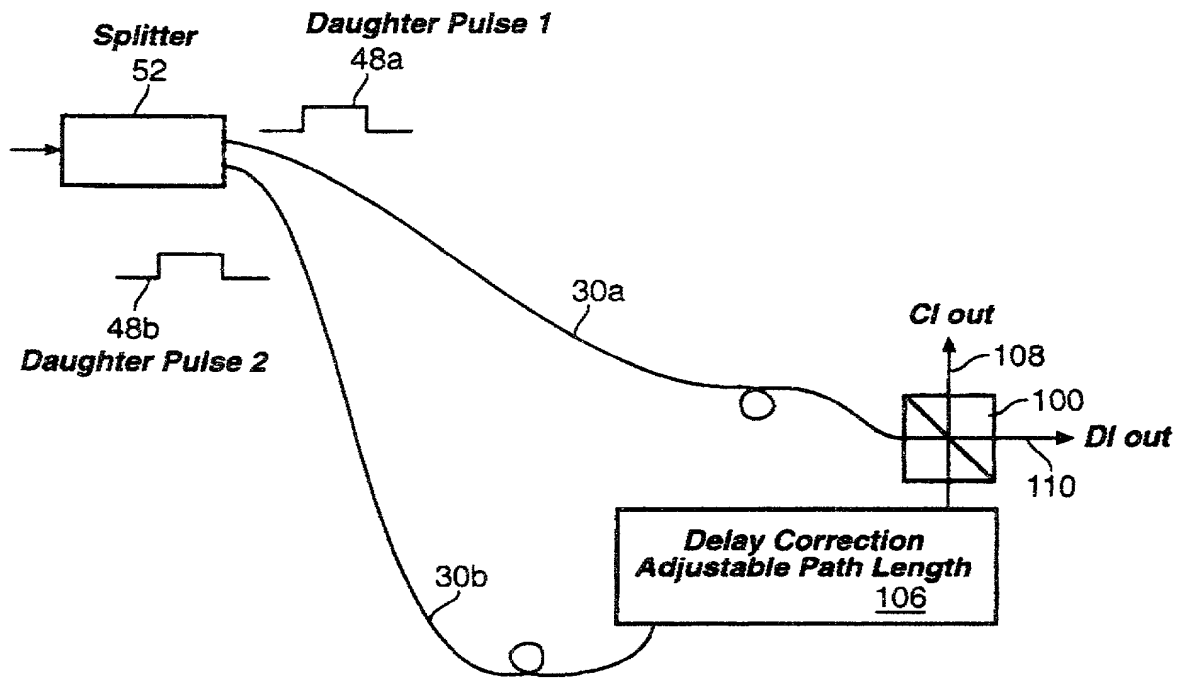 Splitter
52
Daughter Pulse 1
48a
48b
Daughter Pulse 2
30a
CI out
108
100
DI out
110
Delay Correction
Adjustable Path Length
106
30b